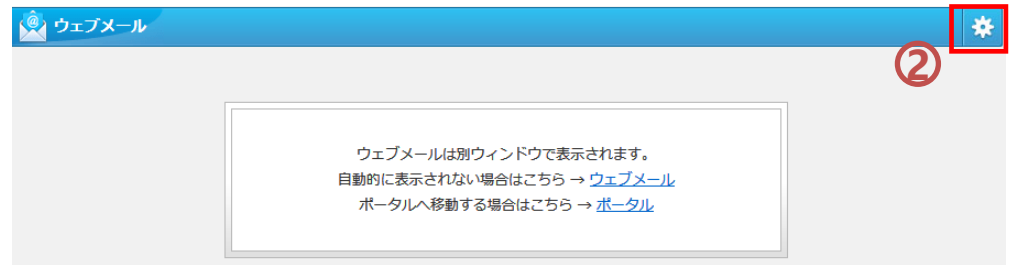 ウェブメール
②
ウェブメールは別ウィンドウで表示されます。
自動的に表示されない場合はこちら → ウェブメール
ポータルへ移動する場合はこちら → ポータル